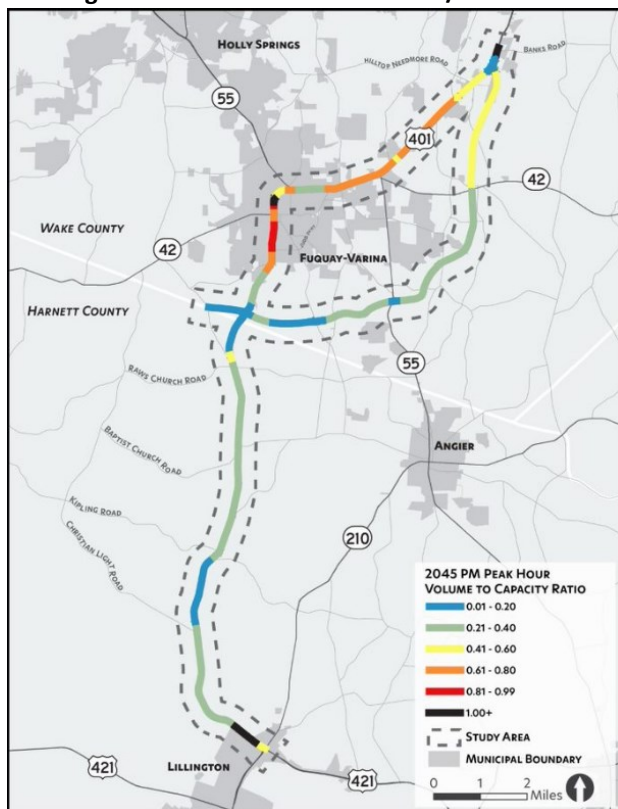 HOLLY SPRINGS
HILLTOP NEEDMORE ROAD
BANKS ROAD
55
401
42
WAKE COUNTY
42
FUQUAY-VARINA
HARNETT COUNTY
55
RAWS CHURCH ROAD
ANGIER
BAPTIST CHURCH ROAD
KIPLING ROAD
CHRISTIAN LIGHT ROAD
210
2045 PM PEAK HOUR
VOLUME TO CAPACITY RATIO
0.01 - 0.20
0.21 - 0.40
0.41 - 0.60
0.61 - 0.80
0.81 - 0.99
1.00+
STUDY AREA
MUNICIPAL BOUNDARY
0 1 2
MILES
421
LILLINGTON
421